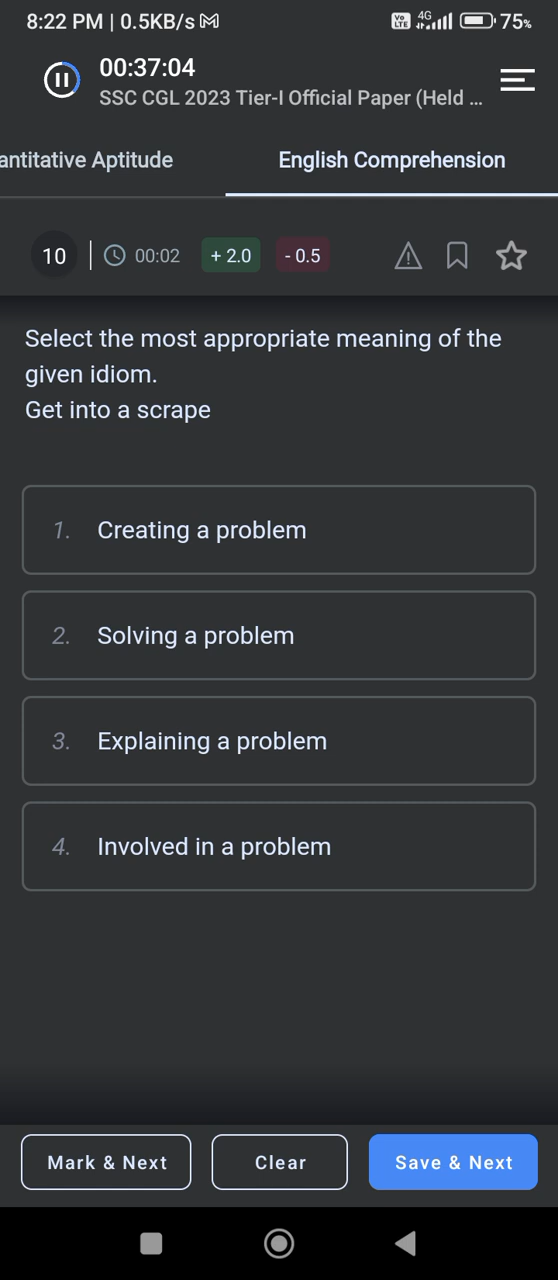 8:22 PM | 0.5KB/s
Vo LTE 4G 75%
00:37:04
SSC CGL 2023 Tier-I Official Paper (Held ...
antitative Aptitude English Comprehension
10 00:02 + 2.0 - 0.5
Select the most appropriate meaning of the
given idiom.
Get into a scrape
1. Creating a problem
2. Solving a problem
3. Explaining a problem
4. Involved in a problem
Mark & Next Clear Save & Next